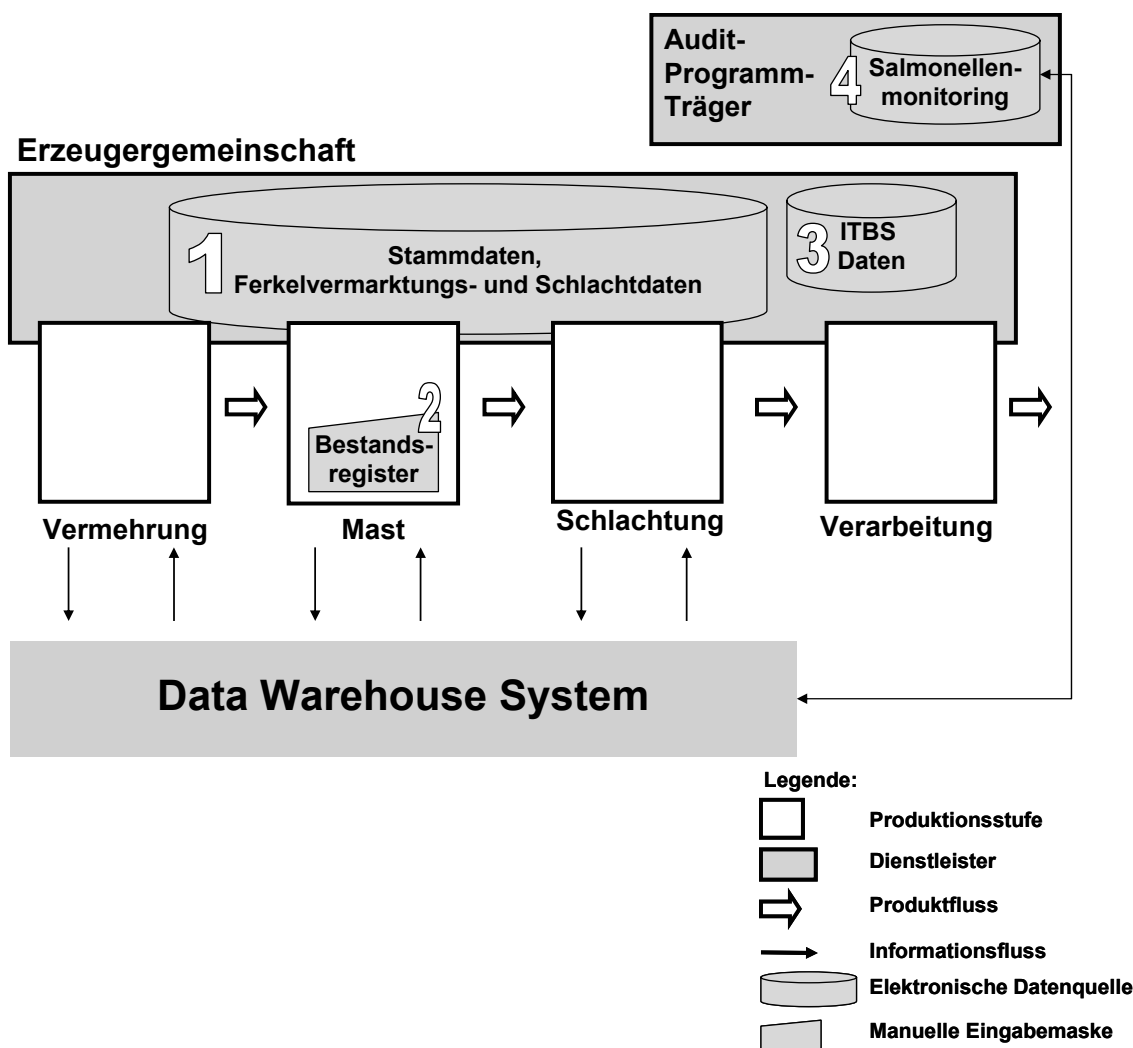 Audit-
Programm-
Träger
4
Salmonellen-
monitoring
Erzeugergemeinschaft
1
Stammdaten,
Ferkelvermarktungs- und Schlachtdaten
3
ITBS
Daten
2
Bestands-
register
Vermehrung
Mast
Schlachtung
Verarbeitung
Data Warehouse System
Legende:
Produktionsstufe
Dienstleister
Produktfluss
Informationsfluss
Elektronische Datenquelle
Manuelle Eingabemaske